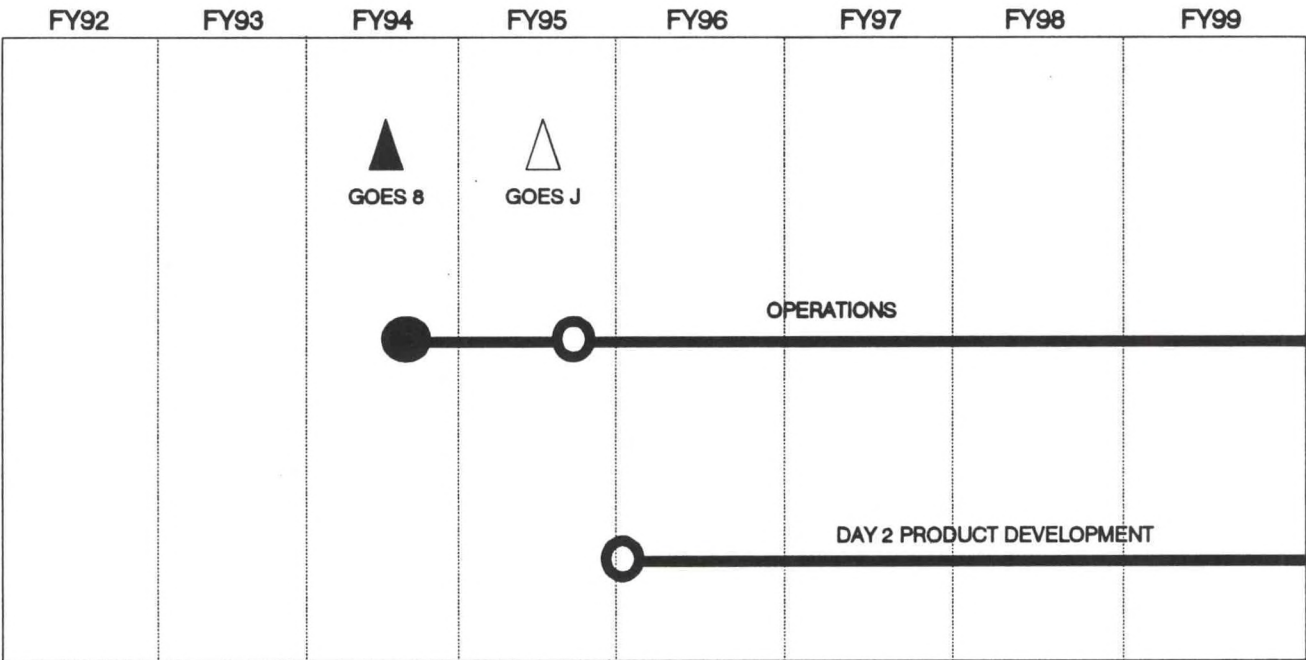 FY92 FY93 FY94 FY95 FY96 FY97 FY98 FY99
GOES 8 GOES J
OPERATIONS
DAY 2 PRODUCT DEVELOPMENT